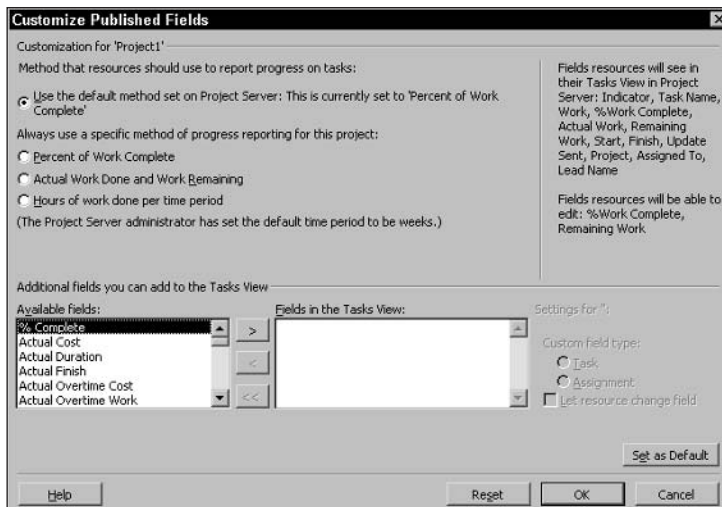 Customize Published Fields
Customization for 'Project1'
Method that resources should use to report progress on tasks:
Use the default method set on Project Server: This is currently set to 'Percent of Work
Complete'
Always use a specific method of progress reporting for this project:
Percent of Work Complete
Actual Work Done and Work Remaining
Hours of work done per time period
(The Project Server administrator has set the default time period to be weeks.)
Fields resources will see in
their Tasks View in Project
Server: Indicator, Task Name,
Work, %Work Complete,
Actual Work, Remaining
Work, Start, Finish, Update
Sent, Project, Assigned To,
Lead Name
Fields resources will be able to
edit: %Work Complete,
Remaining Work
Additional fields you can add to the Tasks View
Available fields:
% Complete
Actual Cost
Actual Duration
Actual Finish
Actual Overtime Cost
Actual Overtime Work
>
<
<<
Fields in the Tasks View:
Settings for '':
Custom field type:
Task
Assignment
Let resource change field
Set as Default
Help
Reset
OK
Cancel